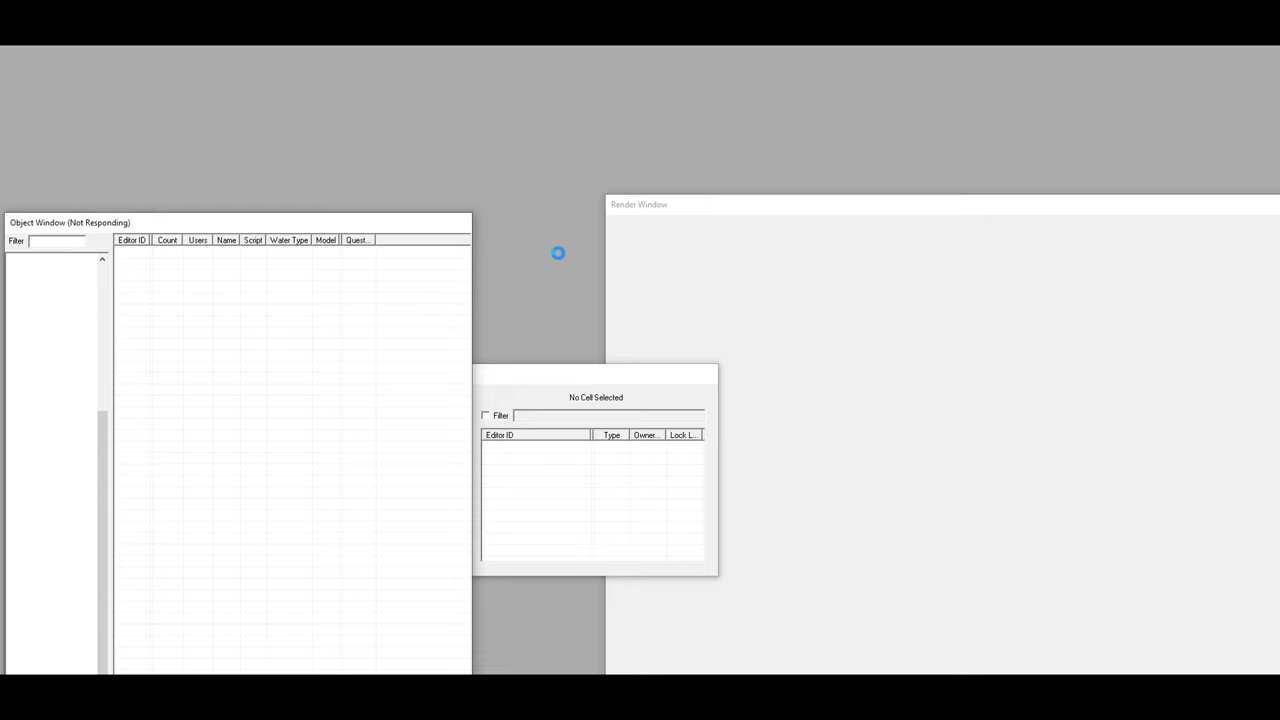 Render Window
Object Window (Not Responding)
Filter
Editor ID Count Users Name Script Water Type Model Quest...
No Cell Selected
Filter
Editor ID Type Owner... Lock L...